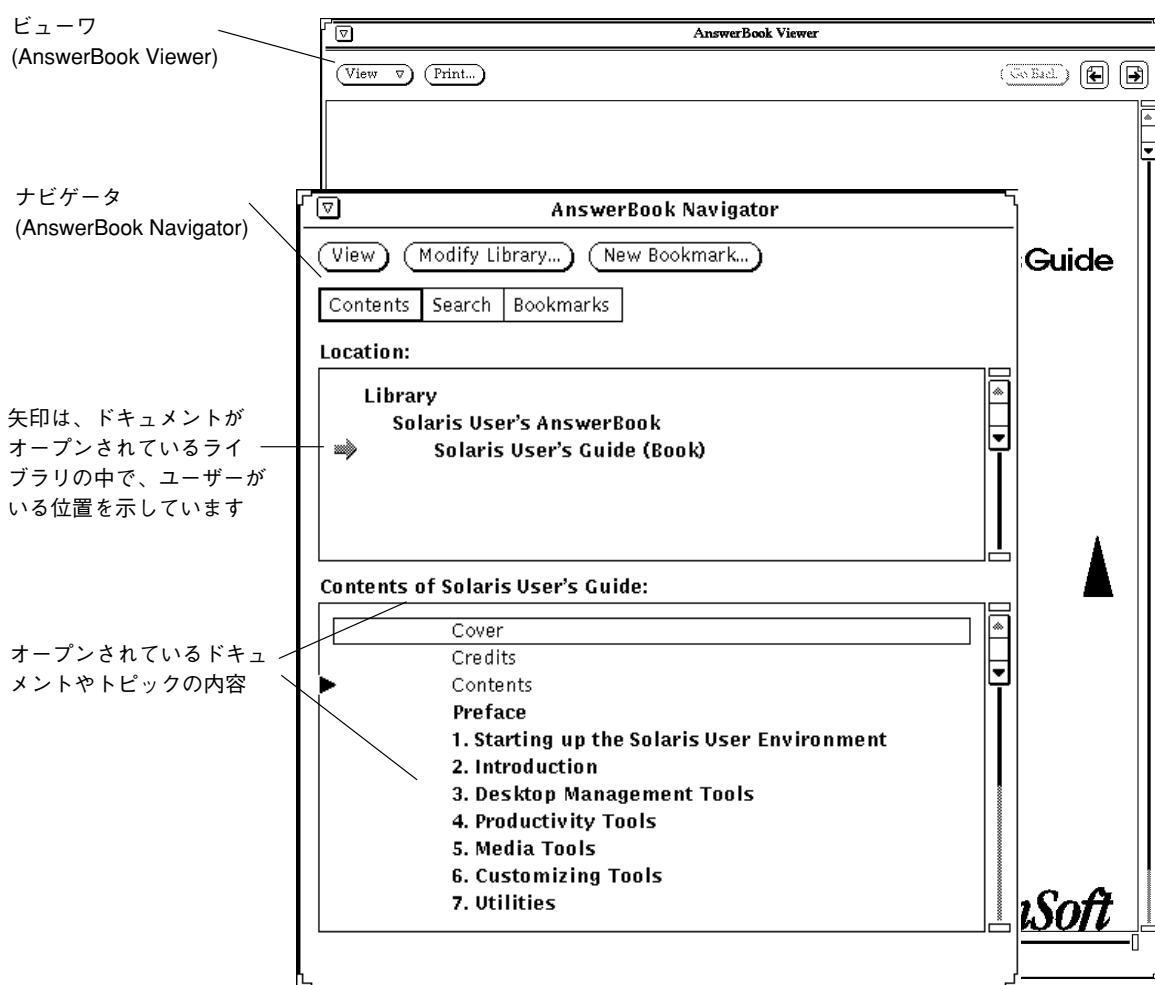 ビューワ
(AnswerBook Viewer)
AnswerBook Viewer
View
Print...
Go Back
ナビゲータ
(AnswerBook Navigator)
AnswerBook Navigator
View
Modify Library...
New Bookmark...
Guide
Contents
Search
Bookmarks
Location:
Library
Solaris User's AnswerBook
Solaris User's Guide (Book)
矢印は、ドキュメントが
オープンされているライ
ブラリの中で、ユーザーが
いる位置を示しています
Contents of Solaris User's Guide:
オープンされているドキュ
メントやトピックの内容
Cover
Credits
Contents
Preface
1. Starting up the Solaris User Environment
2. Introduction
3. Desktop Management Tools
4. Productivity Tools
5. Media Tools
6. Customizing Tools
7. Utilities
Soft